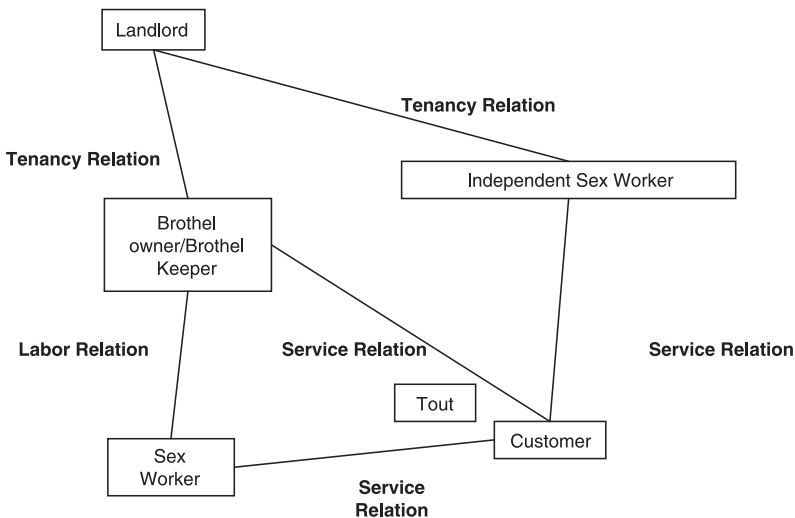 Landlord
Tenancy Relation
Tenancy Relation
Independent Sex Worker
Brothel
owner/Brothel
Keeper
Labor Relation
Service Relation
Service Relation
Tout
Customer
Sex
Worker
Service
Relation